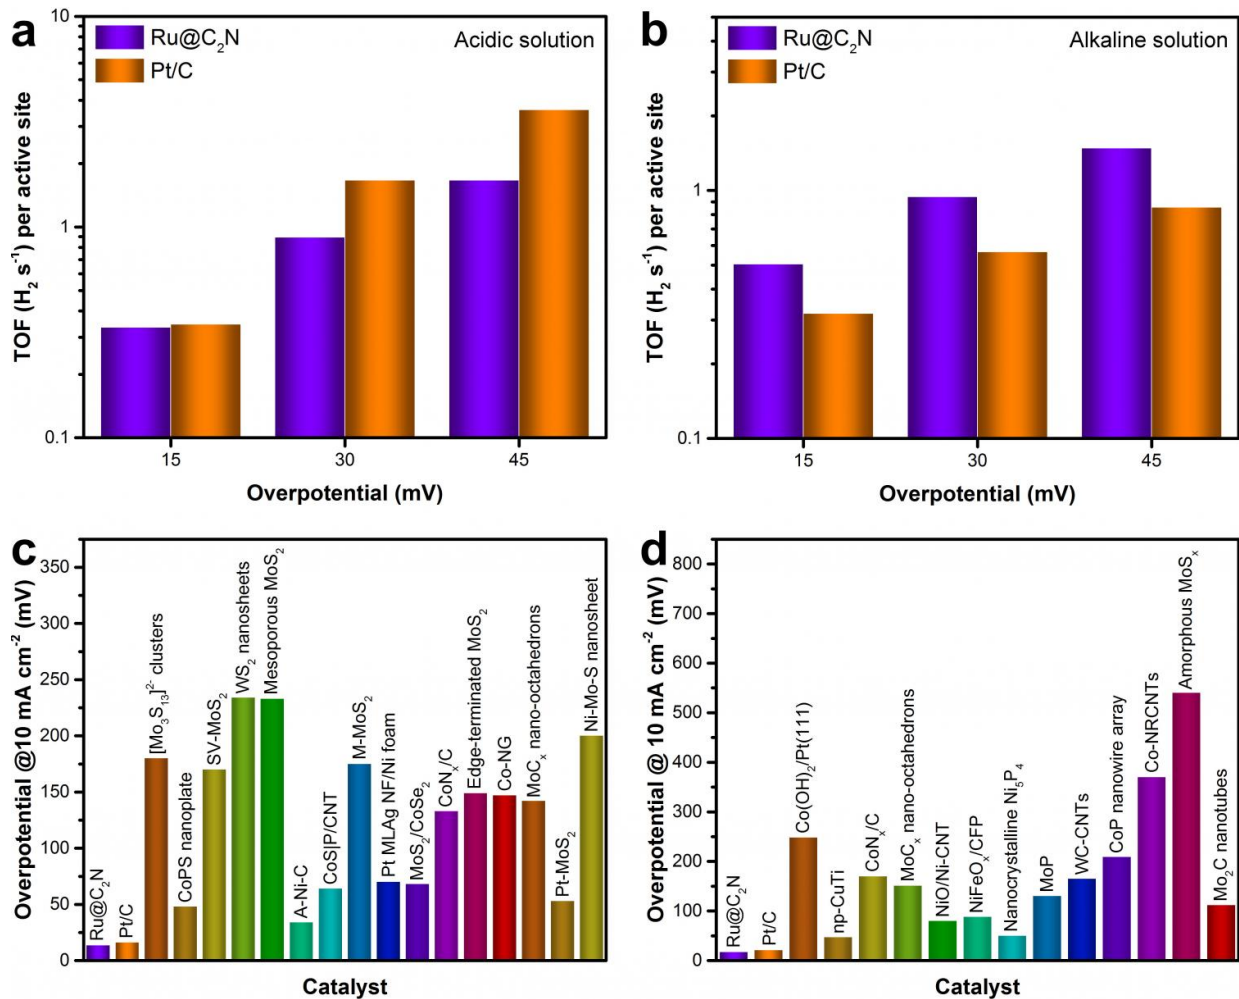 a
10
1
0.1
TOF (H₂ s⁻¹) per active site
Ru@C₂N
Pt/C
Acidic solution
15
30
45
Overpotential (mV)
b
1
0.1
TOF (H₂ s⁻¹) per active site
Ru@C₂N
Pt/C
Alkaline solution
15
30
45
Overpotential (mV)
c
350
300
250
200
150
100
50
0
Overpotential @10 mA cm⁻² (mV)
Ru@C₂N
Pt/C
[Mo₃S₁₃]²⁻ clusters
CoPS nanoplate
SV-MoS₂
WS₂ nanosheets
Mesoporous MoS₂
A-Ni-C
CoS|P/CNT
M-MoS₂
Pt MLAg NF/Ni foam
MoS₂/CoSe₂
CoNₓ/C
Edge-terminated MoS₂
Co-NG
MoCₓ nano-octahedrons
Pt-MoS₂
Ni-Mo-S nanosheet
Catalyst
d
800
700
600
500
400
300
200
100
0
Overpotential @ 10 mA cm⁻² (mV)
Ru@C₂N
Pt/C
Co(OH)₂/Pt(111)
np-CuTi
CoNₓ/C
MoCₓ nano-octahedrons
NiO/Ni-CNT
NiFeOₓ/CFP
Nanocrystalline Ni₅P₄
MoP
WC-CNTs
CoP nanowire array
Co-NRCNTs
Amorphous MoSₓ
Mo₂C nanotubes
Catalyst